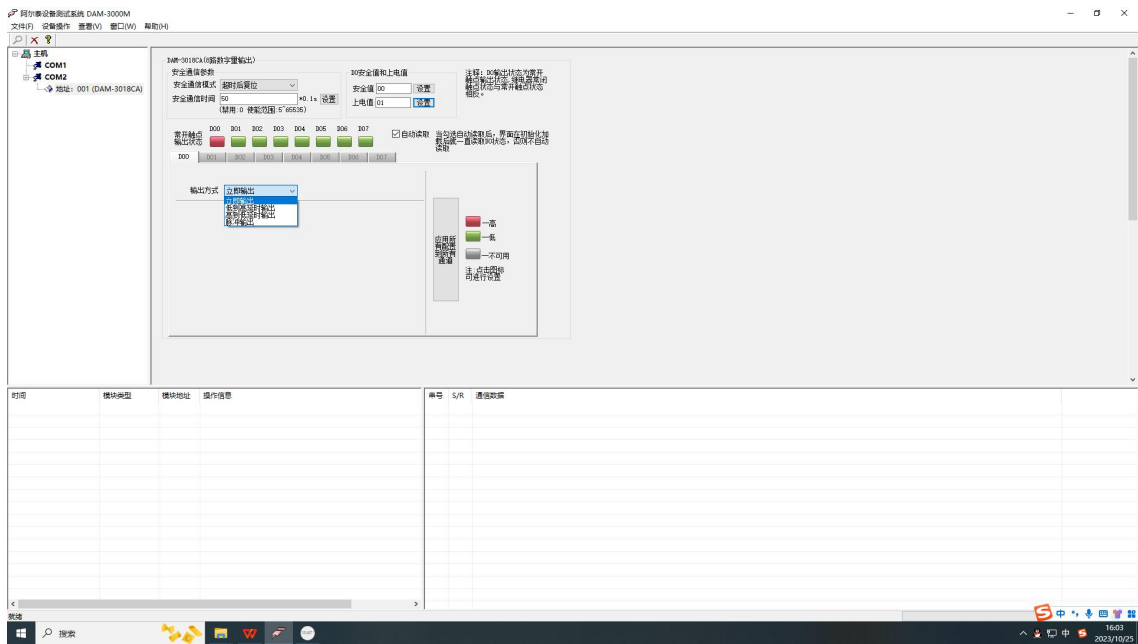 阿尔泰设备测试系统 DAM-3000M
文件(F) 设备操作 查看(V) 窗口(W) 帮助(H)
主机
COM1
COM2
地址: 001 (DAM-3018CA)
DAM-3018CA(8路数字量输出)
安全通信参数
安全通信模式 超时后复位
安全通信时间 50 *0.1s 设置
(禁用:0 使能范围:5~65535)
DO安全值和上电值
安全值 00 设置
上电值 01 设置
注释: DO输出状态为常开
触点输出状态,继电器常闭
触点状态与常开触点状态
相反。
常开触点
输出状态
DO0 DO1 DO2 DO3 DO4 DO5 DO6 DO7
自动读取
当勾选自动读取后,界面在初始化加
载后就一直读取DO状态,否则不自动
读取
DO0 DO1 DO2 DO3 DO4 DO5 DO6 DO7
输出方式 立即输出
立即输出
低到高延时输出
高到低延时输出
脉冲输出
应用所
有配置
到所有
通道
—高
—低
—不可用
注:点击图标
可进行设置
时间 模块类型 模块地址 操作信息
串号 S/R 通信数据
就绪
中
搜索
中
16:03
2023/10/25